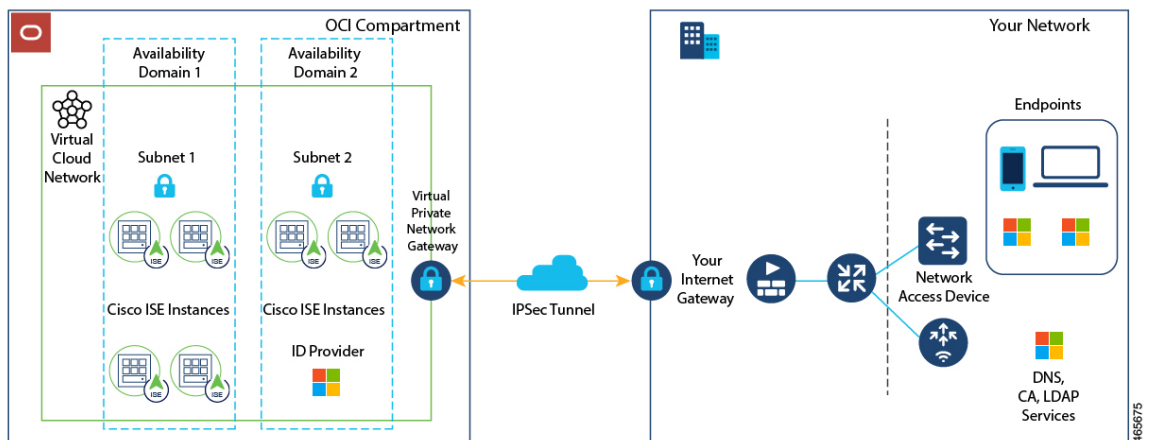 OCI Compartment
Availability
Domain 1
Availability
Domain 2
Virtual
Cloud
Network
Subnet 1
Subnet 2
ISE
ISE
ISE
ISE
Cisco ISE Instances
Cisco ISE Instances
ISE
ISE
ID Provider
Virtual
Private
Network
Gateway
IPSec Tunnel
Your Network
Your
Internet
Gateway
Network
Access Device
Endpoints
DNS,
CA, LDAP
Services
465675